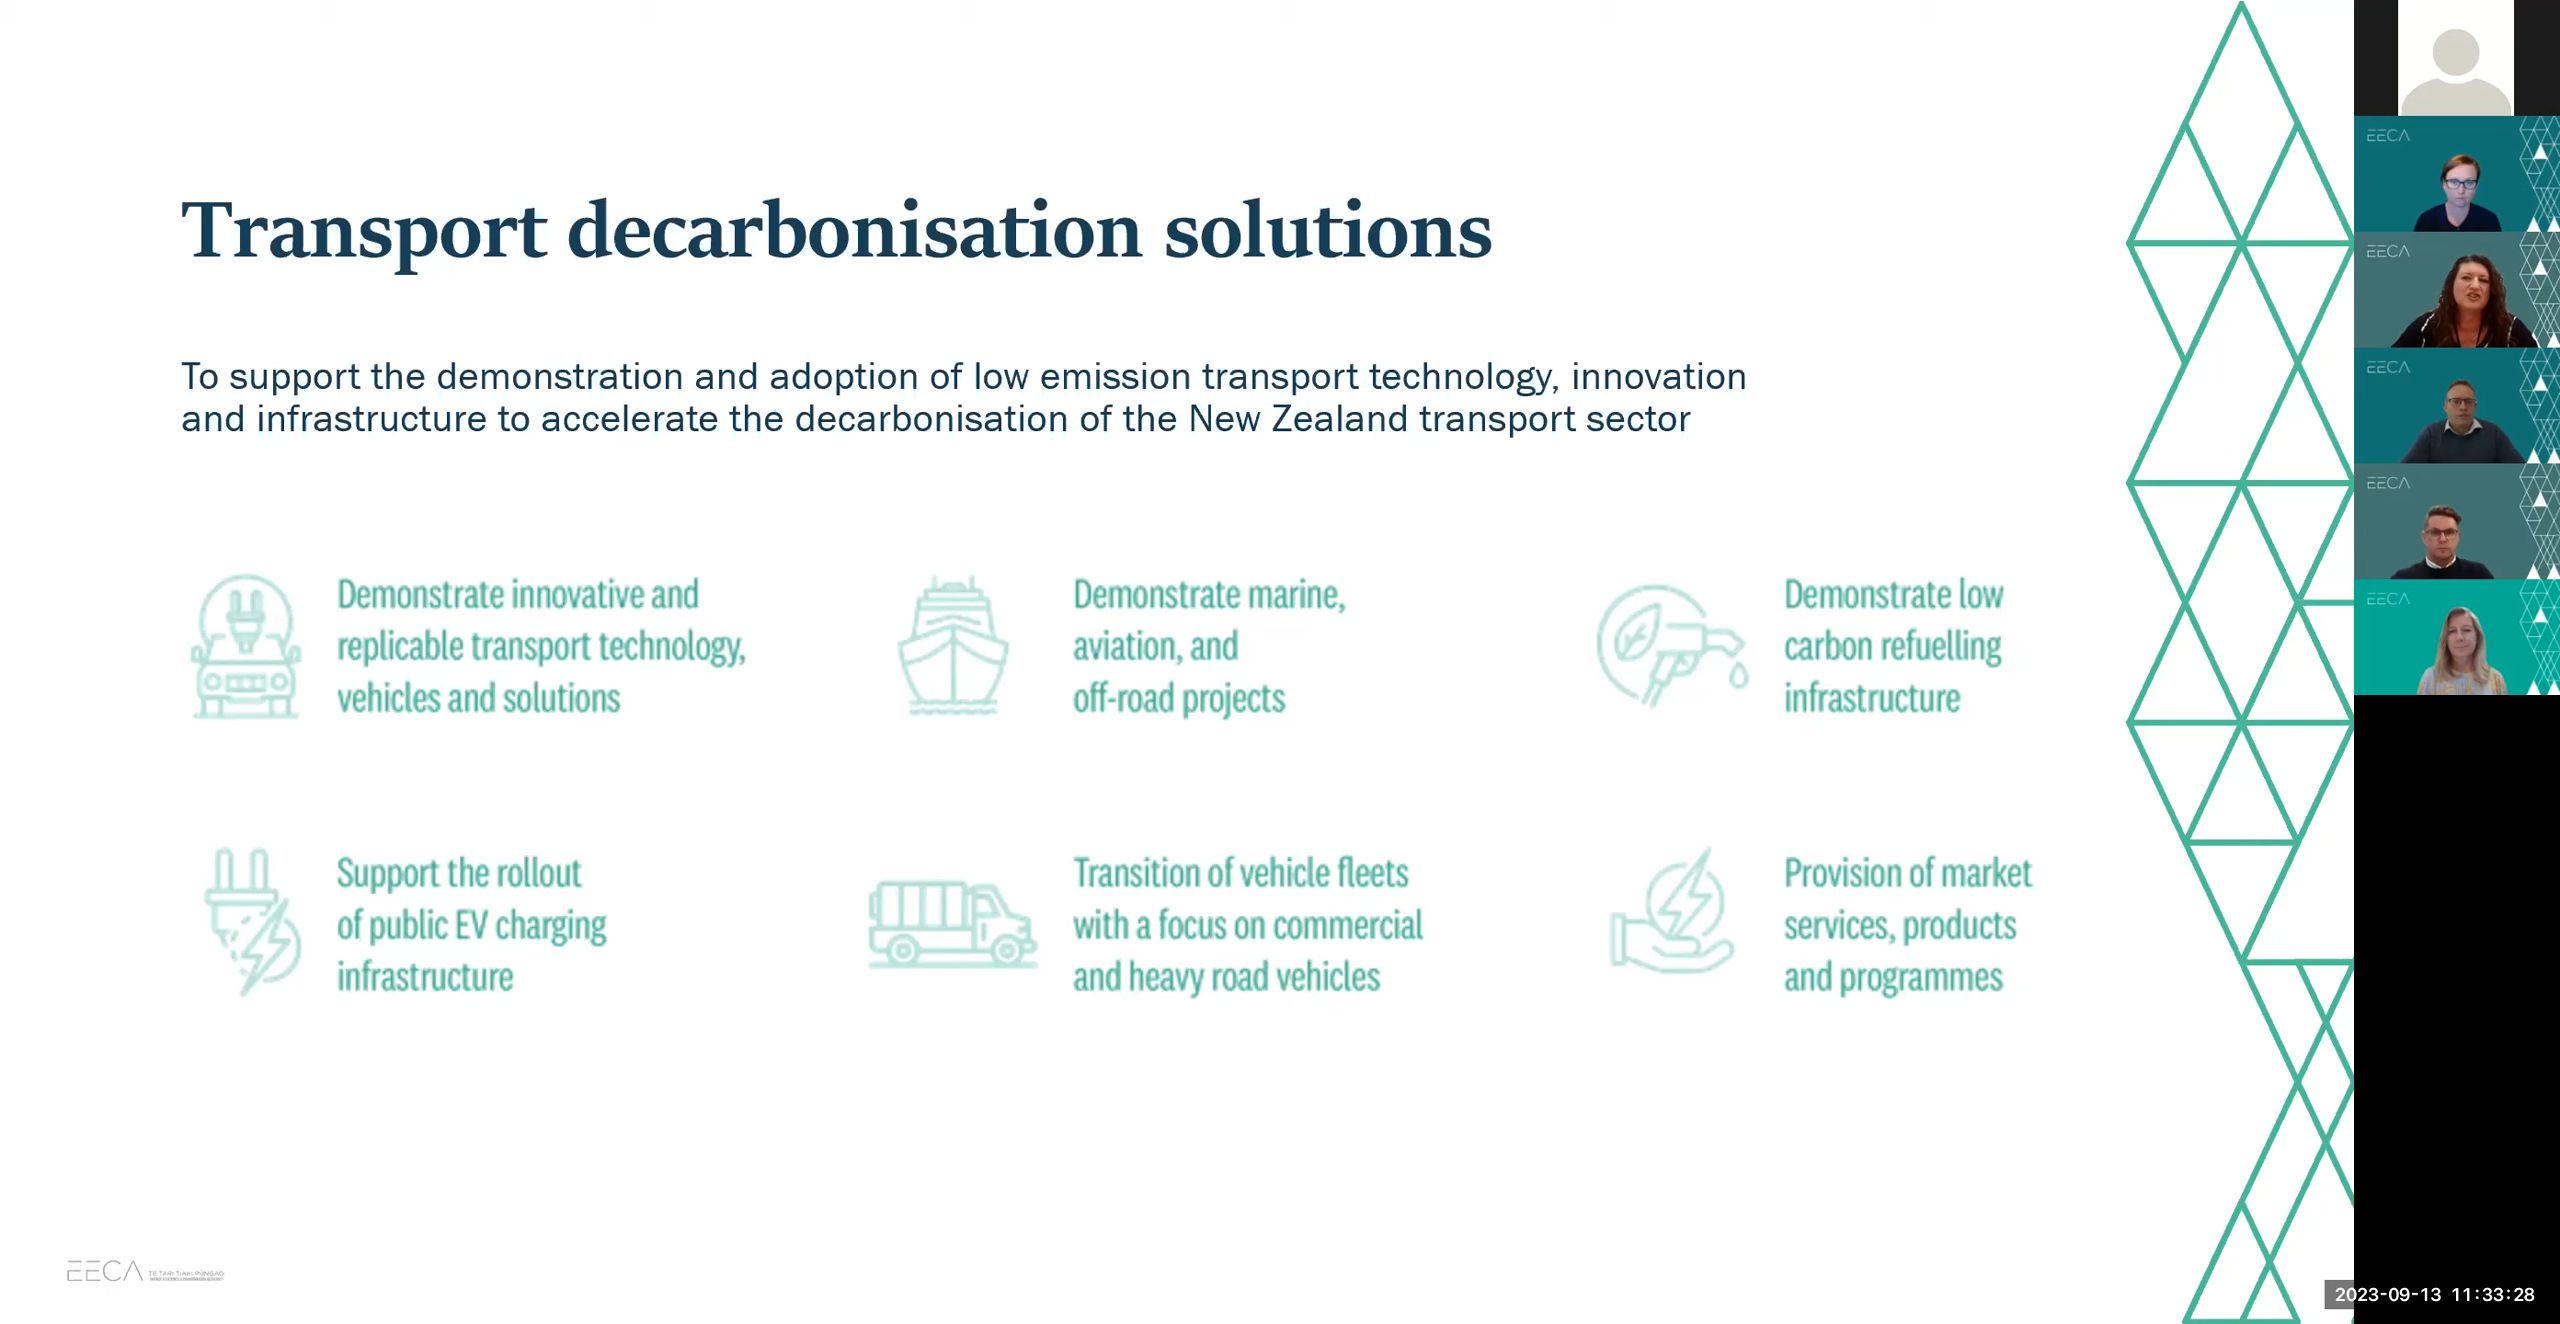 Transport decarbonisation solutions
To support the demonstration and adoption of low emission transport technology, innovation
and infrastructure to accelerate the decarbonisation of the New Zealand transport sector
Demonstrate innovative and
replicable transport technology,
vehicles and solutions
Demonstrate marine,
aviation, and
off-road projects
Demonstrate low
carbon refuelling
infrastructure
Support the rollout
of public EV charging
infrastructure
Transition of vehicle fleets
with a focus on commercial
and heavy road vehicles
Provision of market
services, products
and programmes
EECA
TE TARI TIAKI PŪNGAO
EECA
EECA
EECA
EECA
EECA
2023-09-13 11:33:28